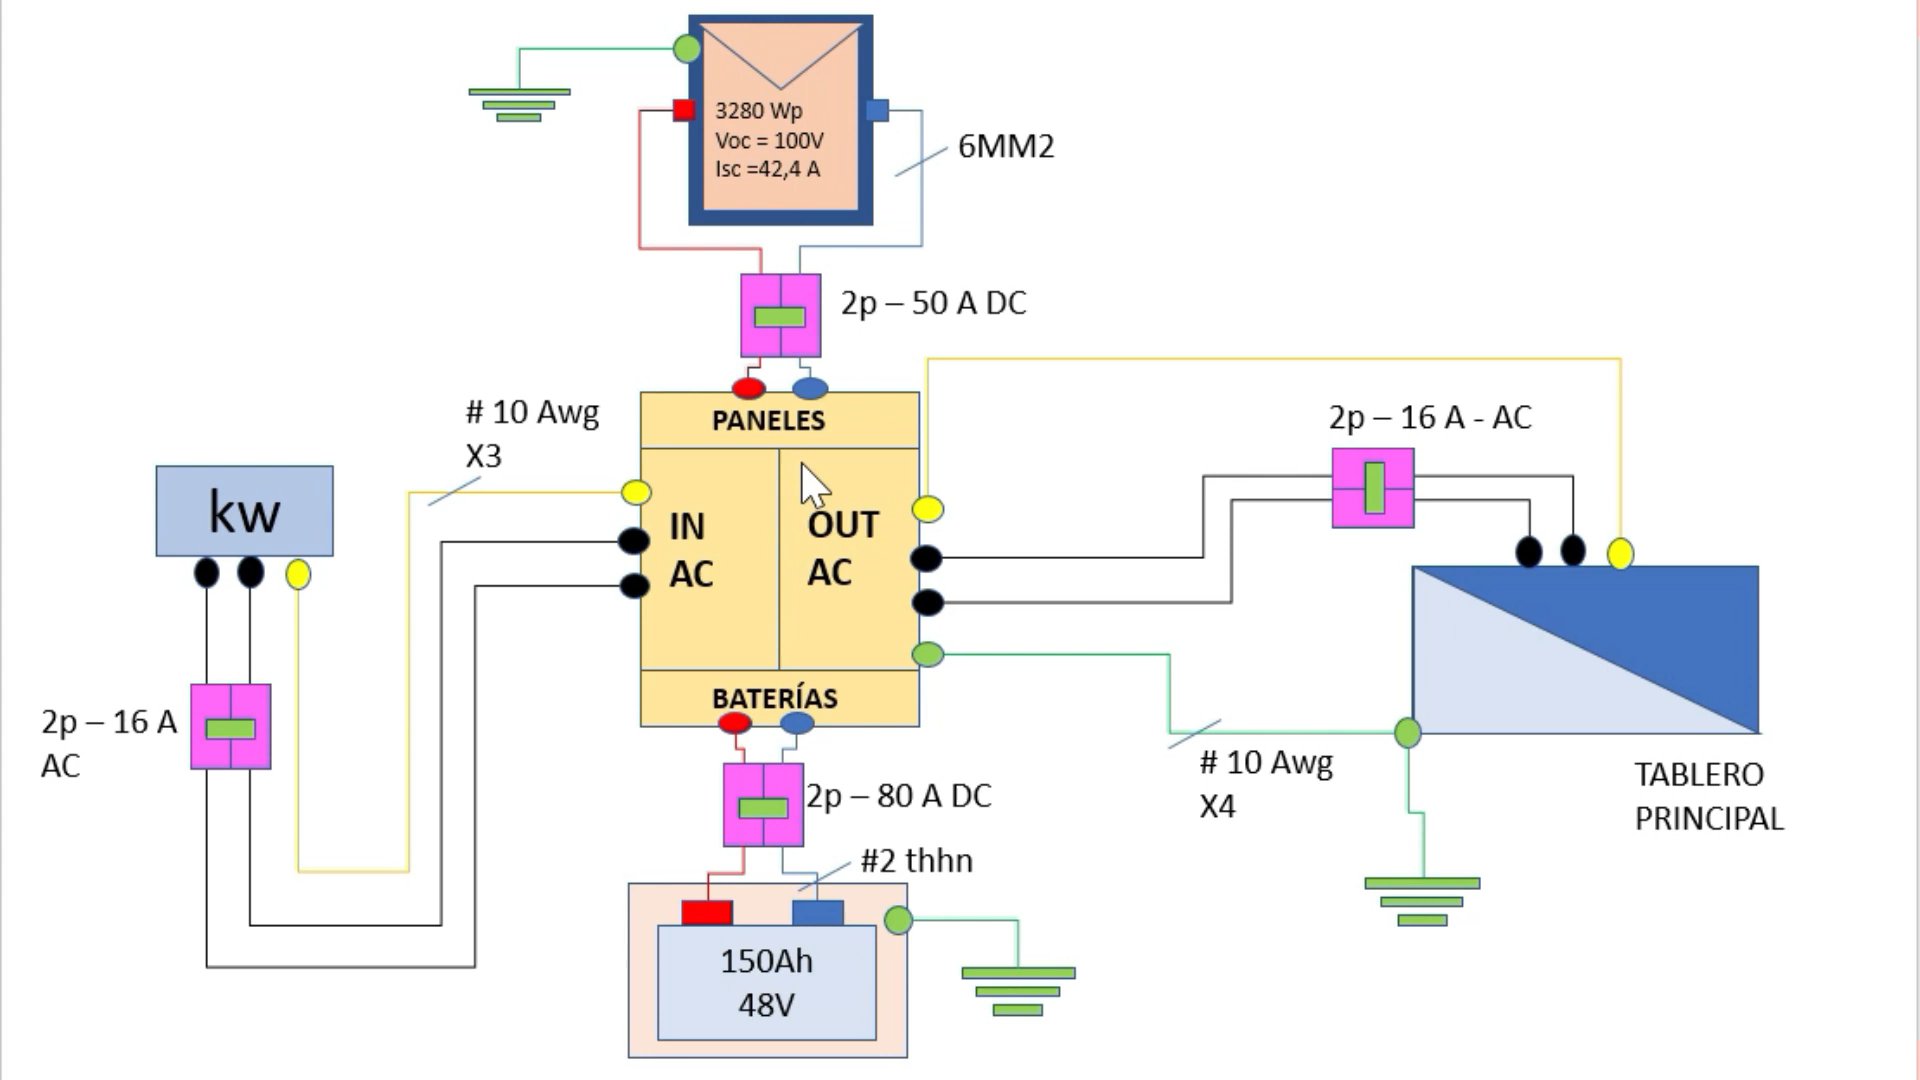 3280 Wp
Voc = 100V
Isc =42,4 A
6MM2
2p – 50 A DC
# 10 Awg
X3
PANELES
2p – 16 A - AC
kw
IN
AC
OUT
AC
2p – 16 A
AC
BATERÍAS
2p – 80 A DC
# 10 Awg
X4
TABLERO
PRINCIPAL
#2 thhn
150Ah
48V